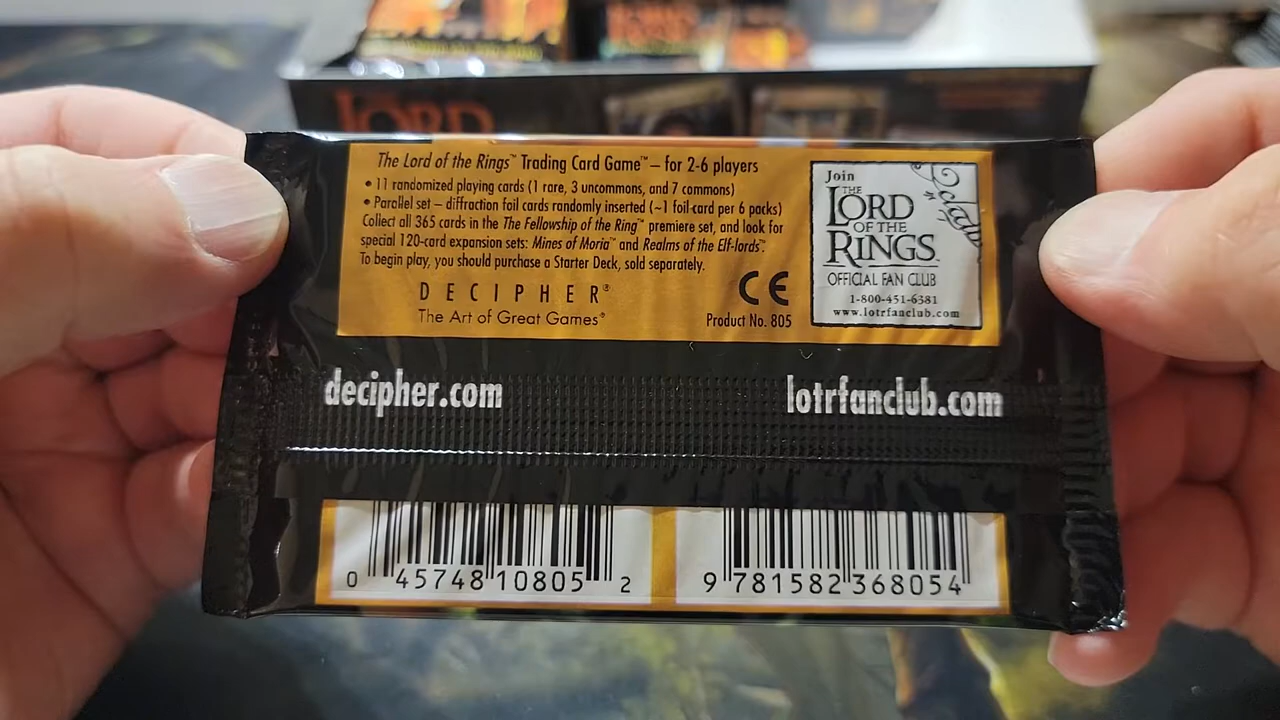 LORD
The Lord of the Rings™ Trading Card Game™ – for 2-6 players
• 11 randomized playing cards (1 rare, 3 uncommons, and 7 commons)
• Parallel set – diffraction foil cards randomly inserted (~1 foil card per 6 packs)
Collect all 365 cards in the The Fellowship of the Ring™ premiere set, and look for
special 120-card expansion sets: Mines of Moria™ and Realms of the Elf-lords™.
To begin play, you should purchase a Starter Deck, sold separately.
DECIPHER®
The Art of Great Games®
CE
Product No. 805
Join
THE
LORD
OF THE
RINGS™
OFFICIAL FAN CLUB
1-800-451-6381
www.lotrfanclub.com
decipher.com
lotrfanclub.com
0 45748 10805 2
9 781582 368054